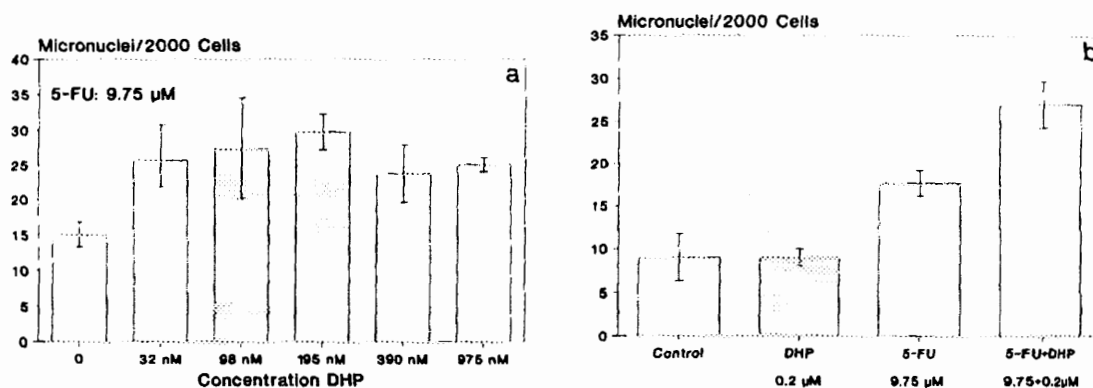 Micronuclei/2000 Cells
a
5-FU: 9.75 µM
40
35
30
25
20
15
10
5
0
0 32 nM 98 nM 195 nM 390 nM 975 nM
Concentration DHP
Micronuclei/2000 Cells
b
35
30
25
20
15
10
5
0
Control DHP 5-FU 5-FU+DHP
0.2 µM 9.75 µM 9.75+0.2µM